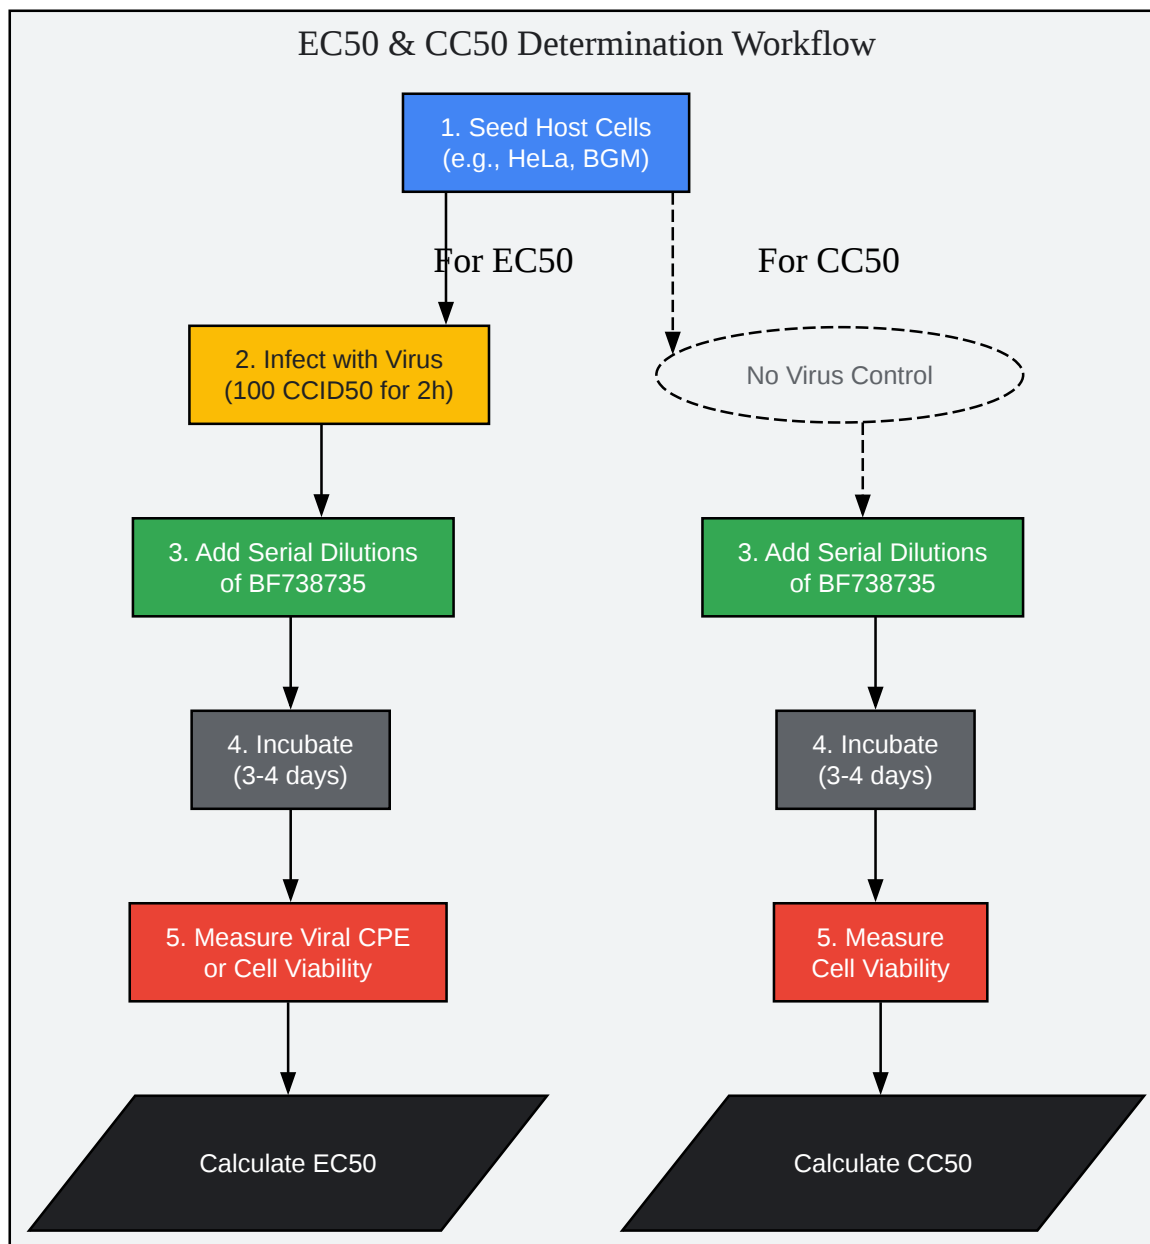 EC50 & CC50 Determination Workflow
1. Seed Host Cells
(e.g., HeLa, BGM)
For EC50
For CC50
2. Infect with Virus
(100 CCID50 for 2h)
No Virus Control
3. Add Serial Dilutions
of BF738735
3. Add Serial Dilutions
of BF738735
4. Incubate
(3-4 days)
4. Incubate
(3-4 days)
5. Measure Viral CPE
or Cell Viability
5. Measure
Cell Viability
Calculate EC50
Calculate CC50